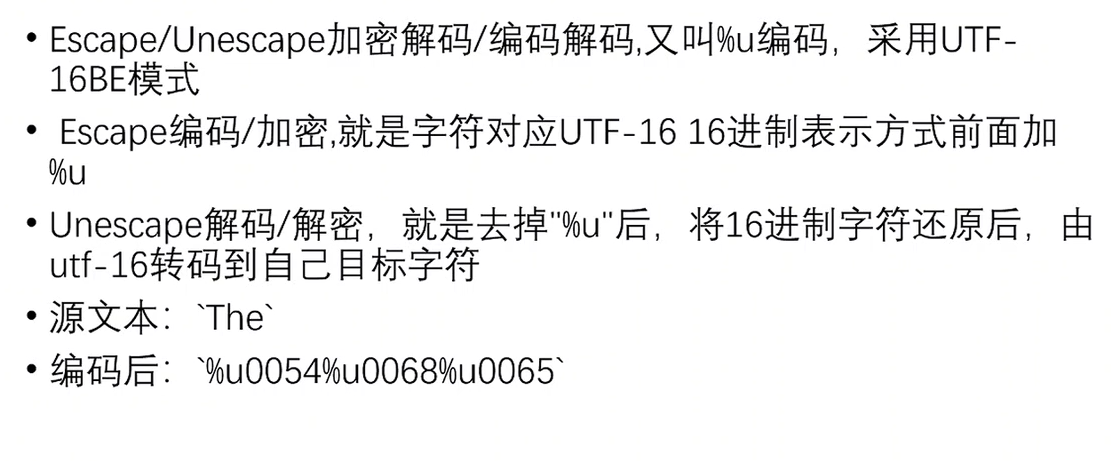 • Escape/Unescape加密解码/编码解码,又叫%u编码，采用UTF-
16BE模式
• Escape编码/加密,就是字符对应UTF-16 16进制表示方式前面加
%u
• Unescape解码/解密，就是去掉"%u"后，将16进制字符还原后，由
utf-16转码到自己目标字符
• 源文本：`The`
• 编码后：`%u0054%u0068%u0065`